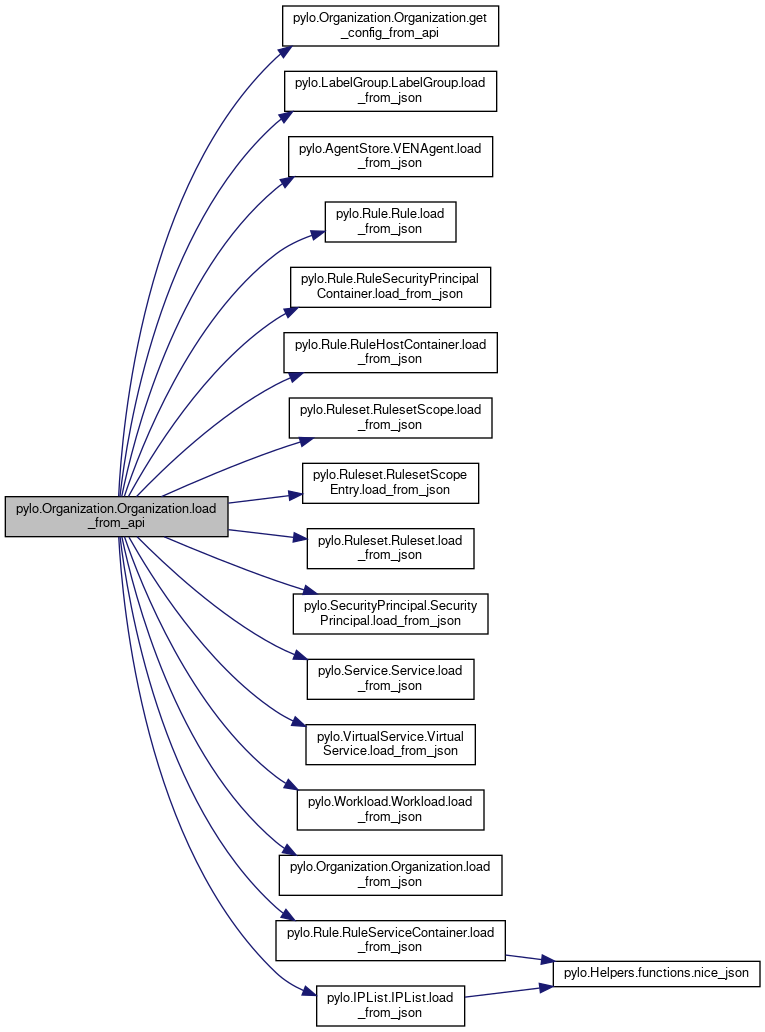 pylo.Organization.Organization.get
_config_from_api
pylo.LabelGroup.LabelGroup.load
_from_json
pylo.AgentStore.VENAgent.load
_from_json
pylo.Rule.Rule.load
_from_json
pylo.Rule.RuleSecurityPrincipal
Container.load_from_json
pylo.Rule.RuleHostContainer.load
_from_json
pylo.Ruleset.RulesetScope.load
_from_json
pylo.Ruleset.RulesetScope
Entry.load_from_json
pylo.Organization.Organization.load
_from_api
pylo.Ruleset.Ruleset.load
_from_json
pylo.SecurityPrincipal.Security
Principal.load_from_json
pylo.Service.Service.load
_from_json
pylo.VirtualService.Virtual
Service.load_from_json
pylo.Workload.Workload.load
_from_json
pylo.Organization.Organization.load
_from_json
pylo.Rule.RuleServiceContainer.load
_from_json
pylo.Helpers.functions.nice_json
pylo.IPList.IPList.load
_from_json